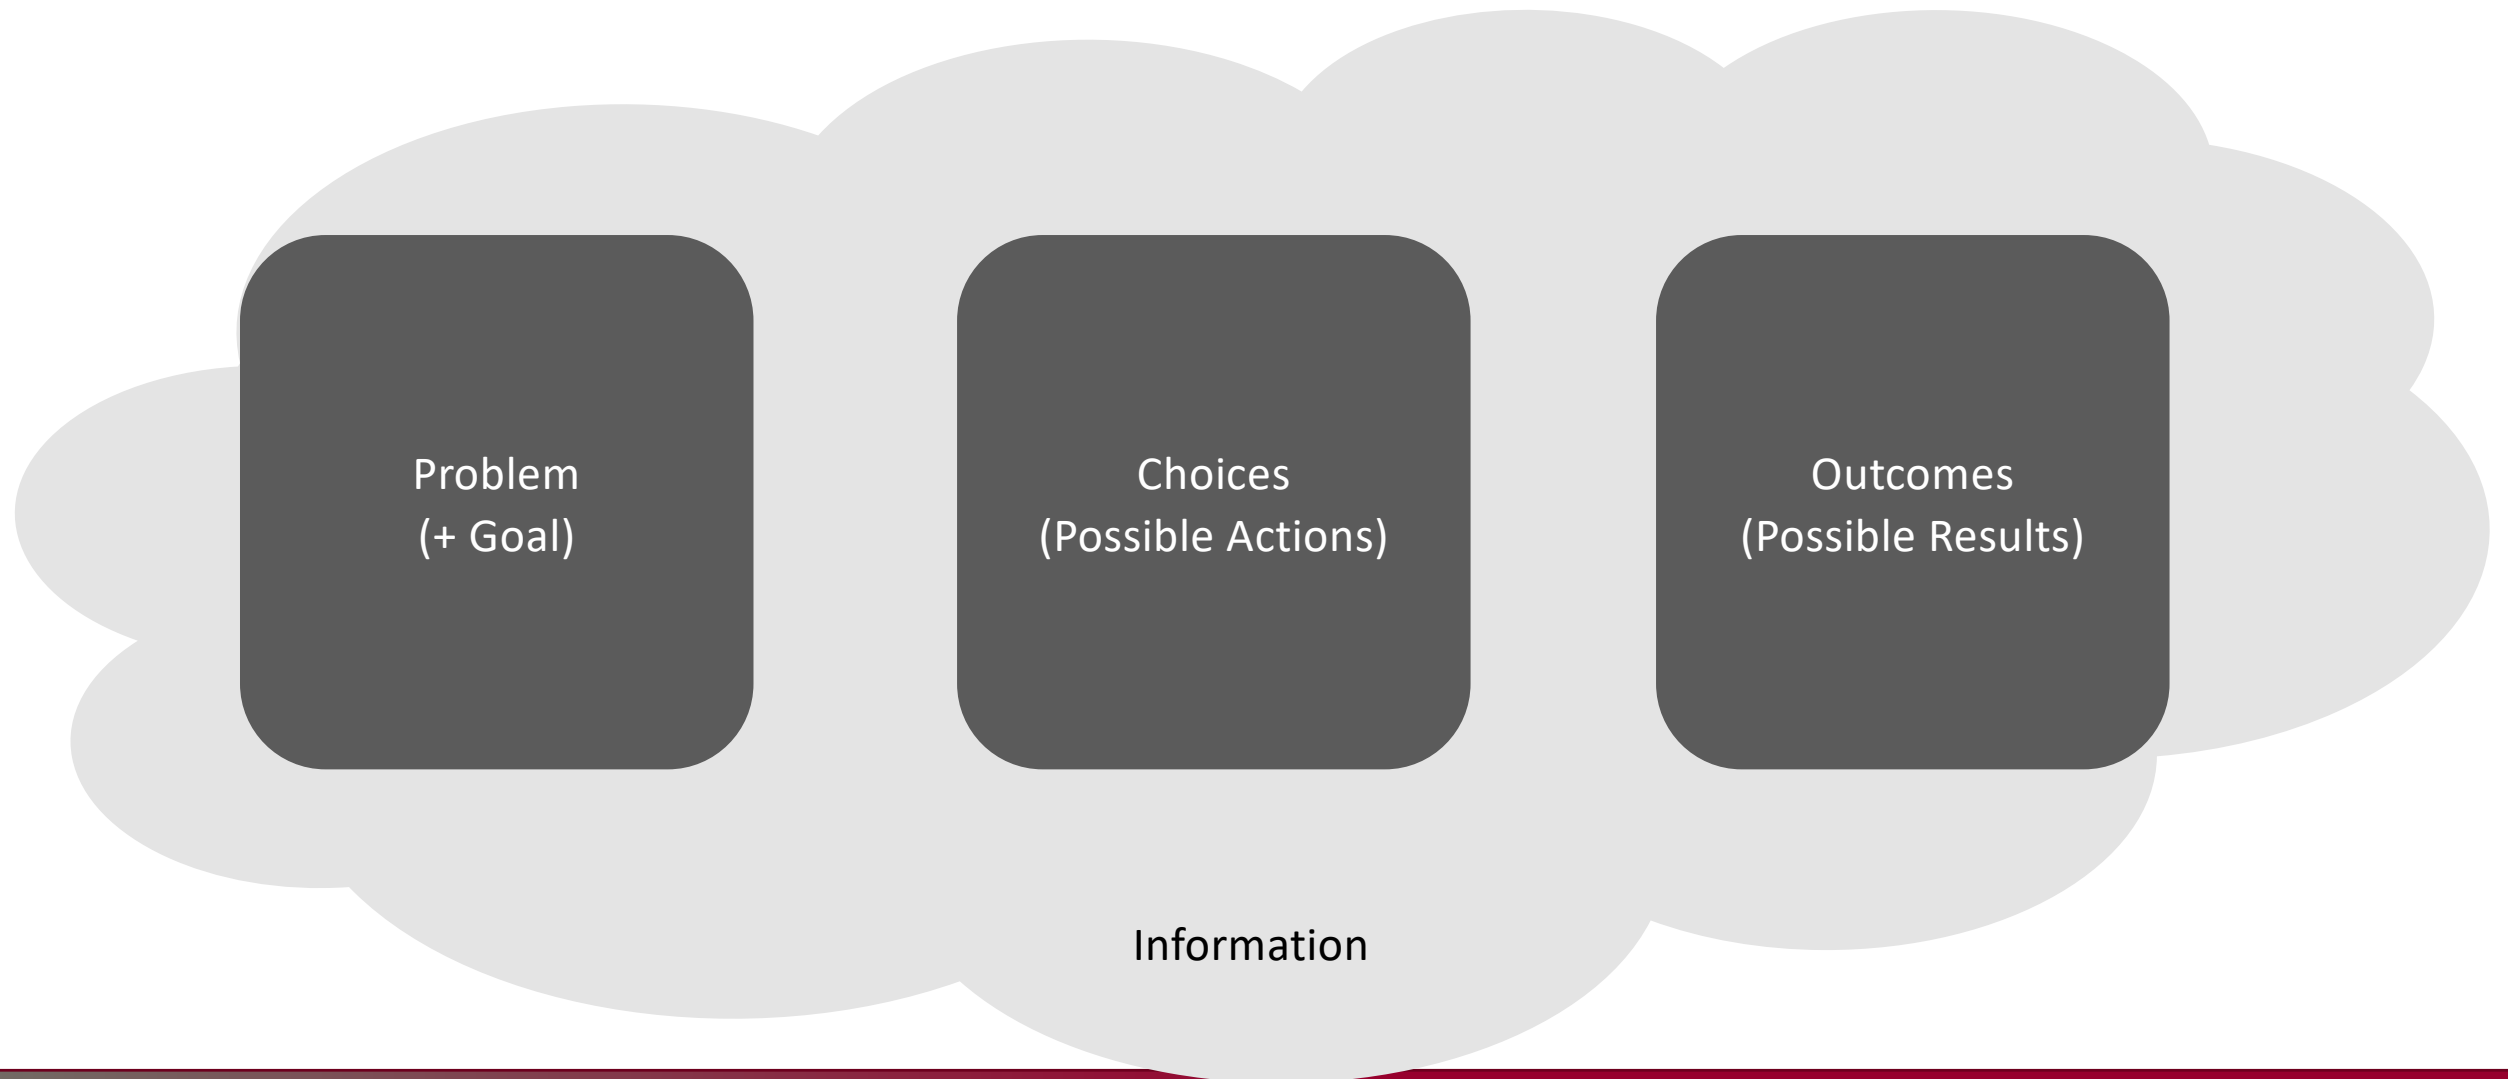 Problem
(+ Goal)
Choices
(Possible Actions)
Outcomes
(Possible Results)
Information